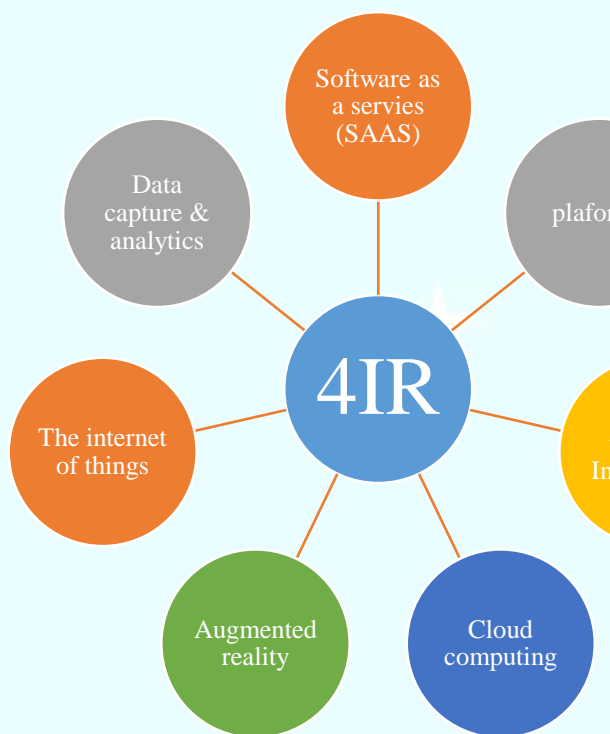 Software as
a servies
(SAAS)
Data
capture &
analytics
4IR
The internet
of things
Augmented
reality
Cloud
computing